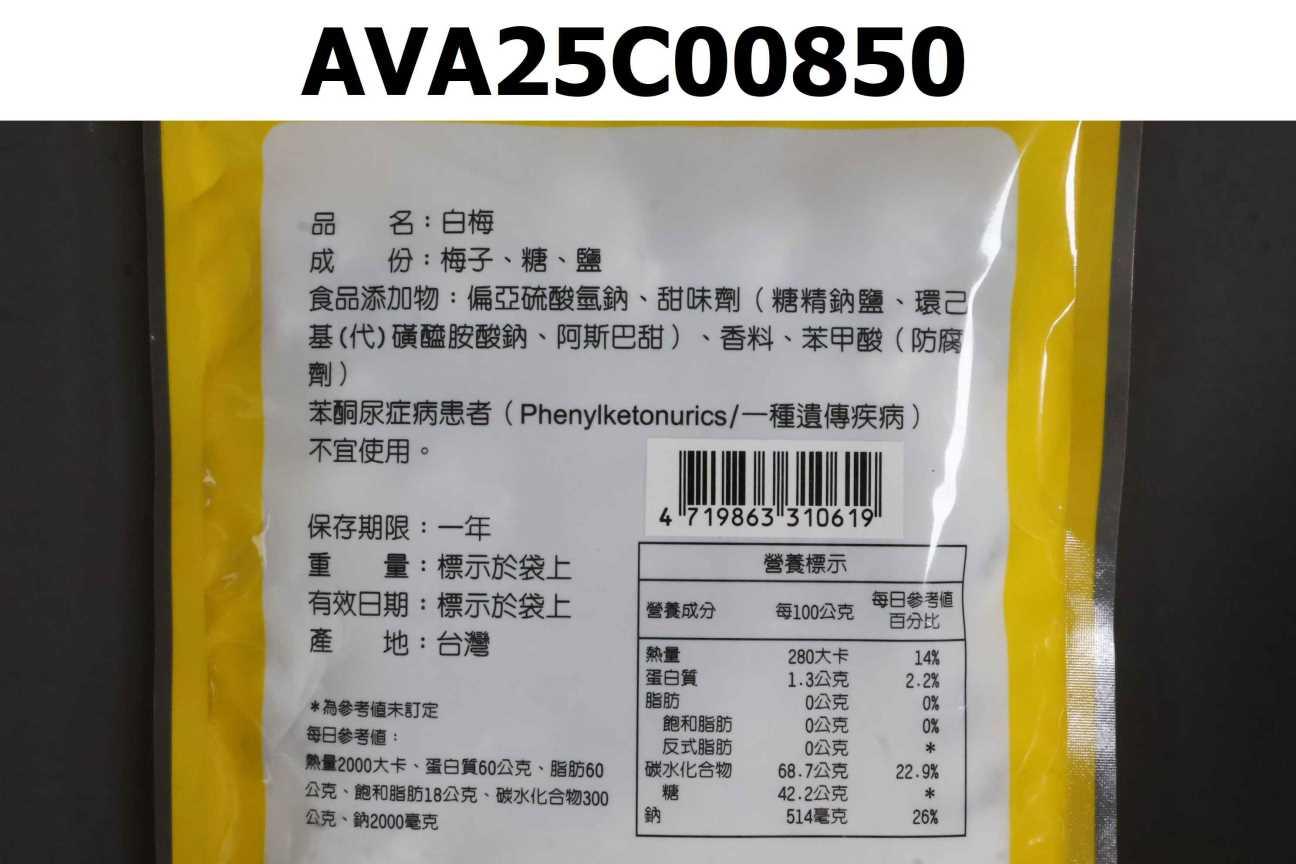 AVA25C00850
品　　名：白梅
成　　份：梅子、糖、鹽
食品添加物：偏亞硫酸氫鈉、甜味劑（糖精鈉鹽、環己
基(代)磺醯胺酸鈉、阿斯巴甜）、香料、苯甲酸（防腐
劑）
苯酮尿症病患者（Phenylketonurics/一種遺傳疾病）
不宜使用。
4 719863 310619
保存期限：一年
重　　量：標示於袋上
有效日期：標示於袋上
產　　地：台灣
*為參考值未訂定
每日參考值：
熱量2000大卡、蛋白質60公克、脂肪60
公克、飽和脂肪18公克、碳水化合物300
公克、鈉2000毫克
營養標示
營養成分 每100公克 每日參考值
百分比
熱量 280大卡 14%
蛋白質 1.3公克 2.2%
脂肪 0公克 0%
飽和脂肪 0公克 0%
反式脂肪 0公克 *
碳水化合物 68.7公克 22.9%
糖 42.2公克 *
鈉 514毫克 26%